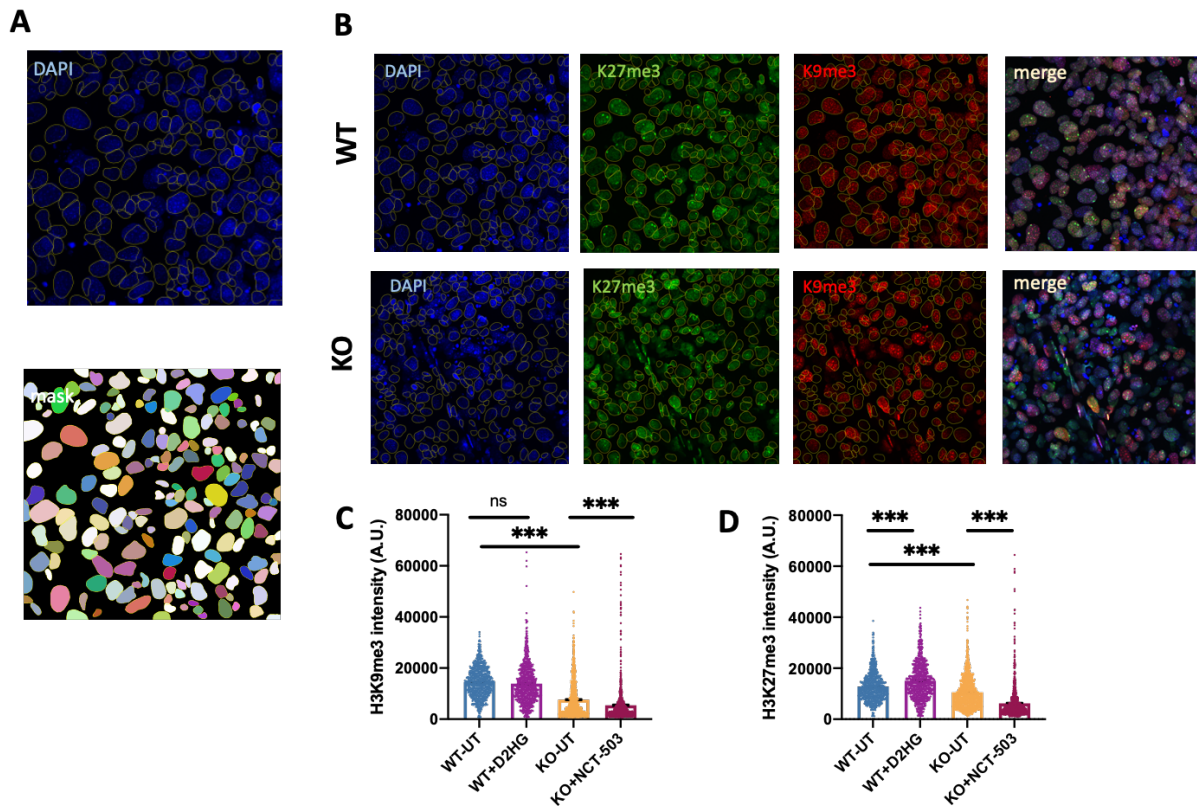 A
B
DAPI
mask
DAPI
K27me3
K9me3
merge
WT
DAPI
K27me3
K9me3
merge
KO
C
ns
***
***
80000
60000
40000
20000
0
H3K9me3 intensity (A.U.)
WT-UT
WT+D2HG
KO-UT
KO+NCT-503
D
***
***
***
80000
60000
40000
20000
0
H3K27me3 intensity (A.U.)
WT-UT
WT+D2HG
KO-UT
KO+NCT-503